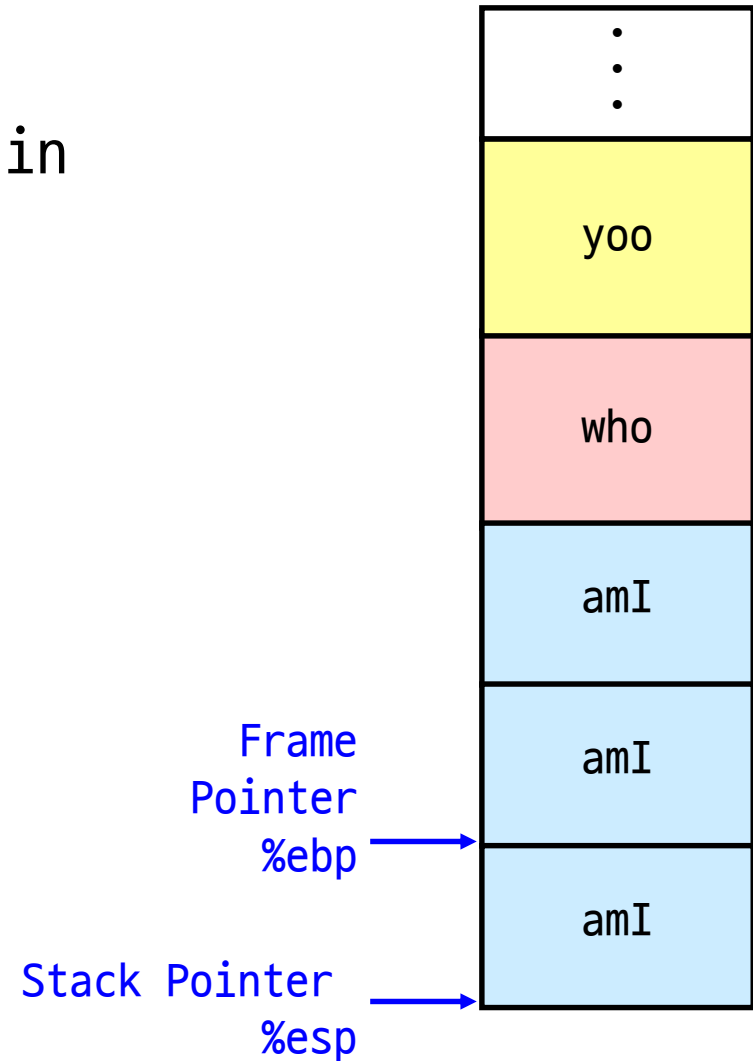 in
yoo
who
amI
Frame
Pointer
%ebp
amI
amI
Stack Pointer
%esp